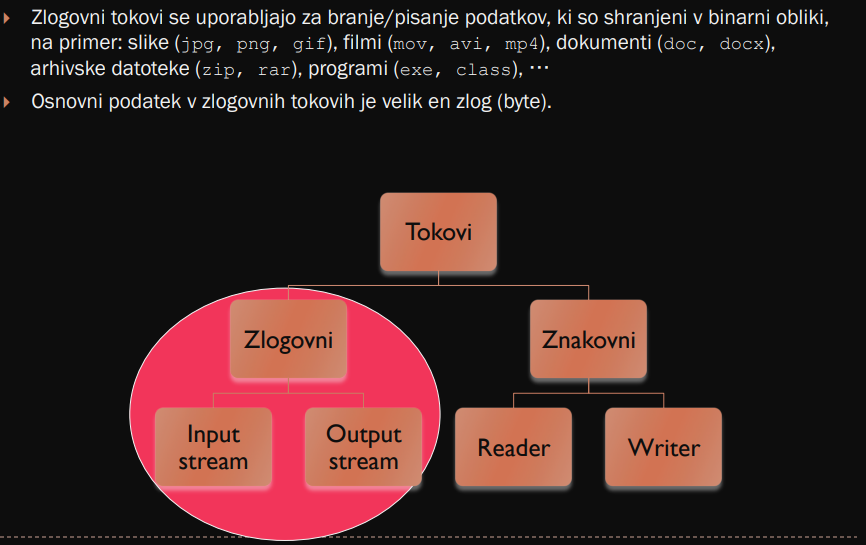 Zlogovni tokovi se uporabljajo za branje/pisanje podatkov, ki so shranjeni v binarni obliki,
na primer: slike (jpg, png, gif), filmi (mov, avi, mp4), dokumenti (doc, docx),
arhivske datoteke (zip, rar), programi (exe, class), ⋯
Osnovni podatek v zlogovnih tokovih je velik en zlog (byte).
Tokovi
Zlogovni
Znakovni
Input
stream
Output
stream
Reader
Writer